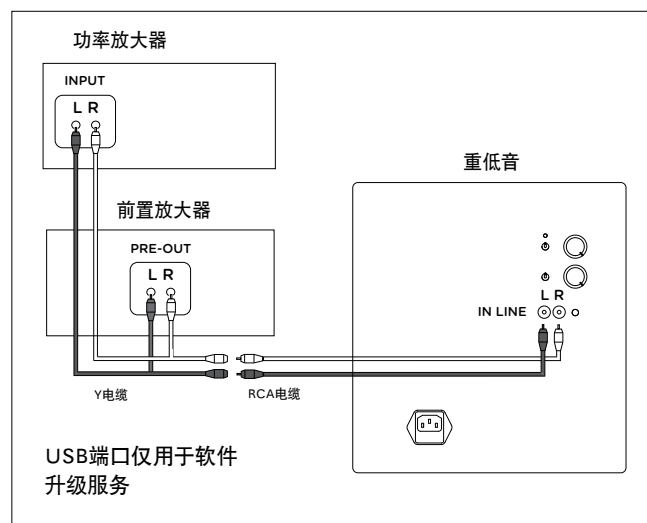 功率放大器
INPUT
L R
重低音
前置放大器
PRE-OUT
L R
L R
IN LINE
Y电缆
RCA电缆
USB端口仅用于软件
升级服务